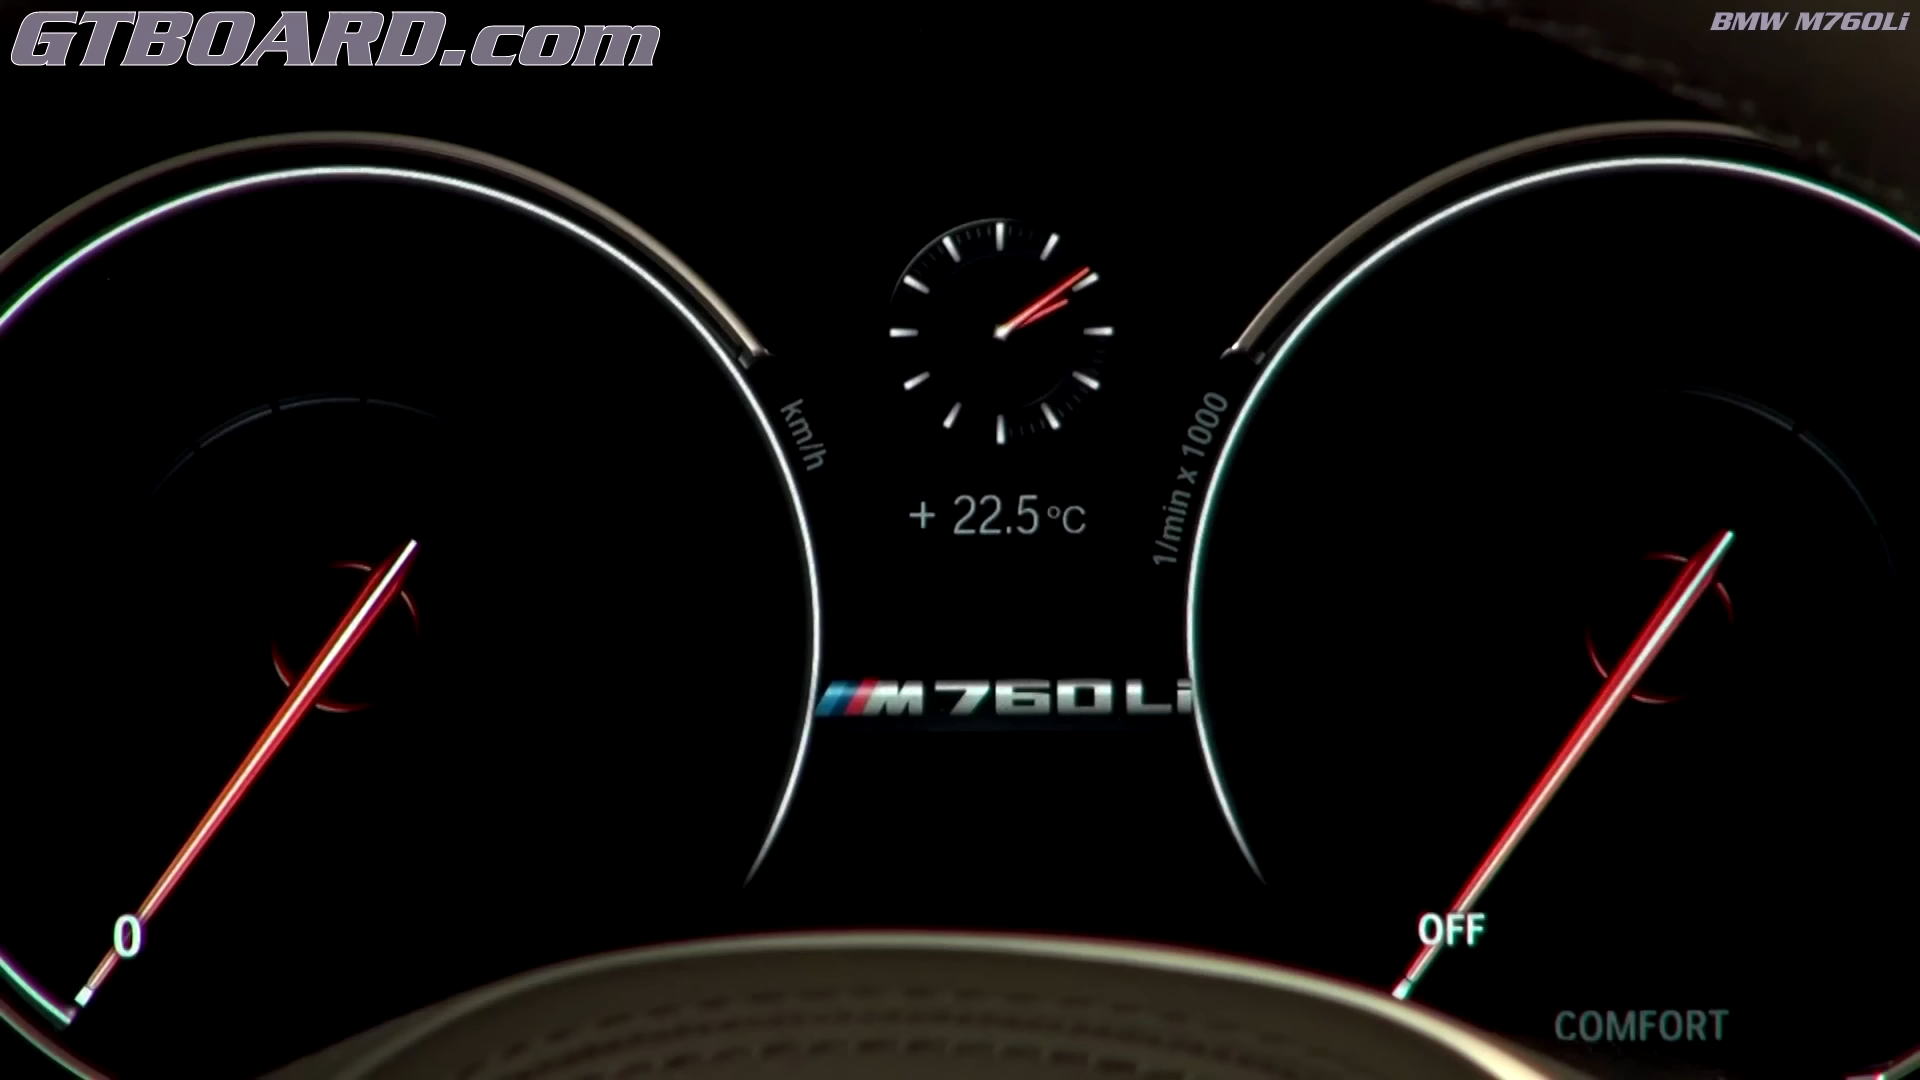 GTBOARD.com
BMW M760Li
km/h
1/min x 1000
+ 22.5 °C
M760Li
0
OFF
COMFORT